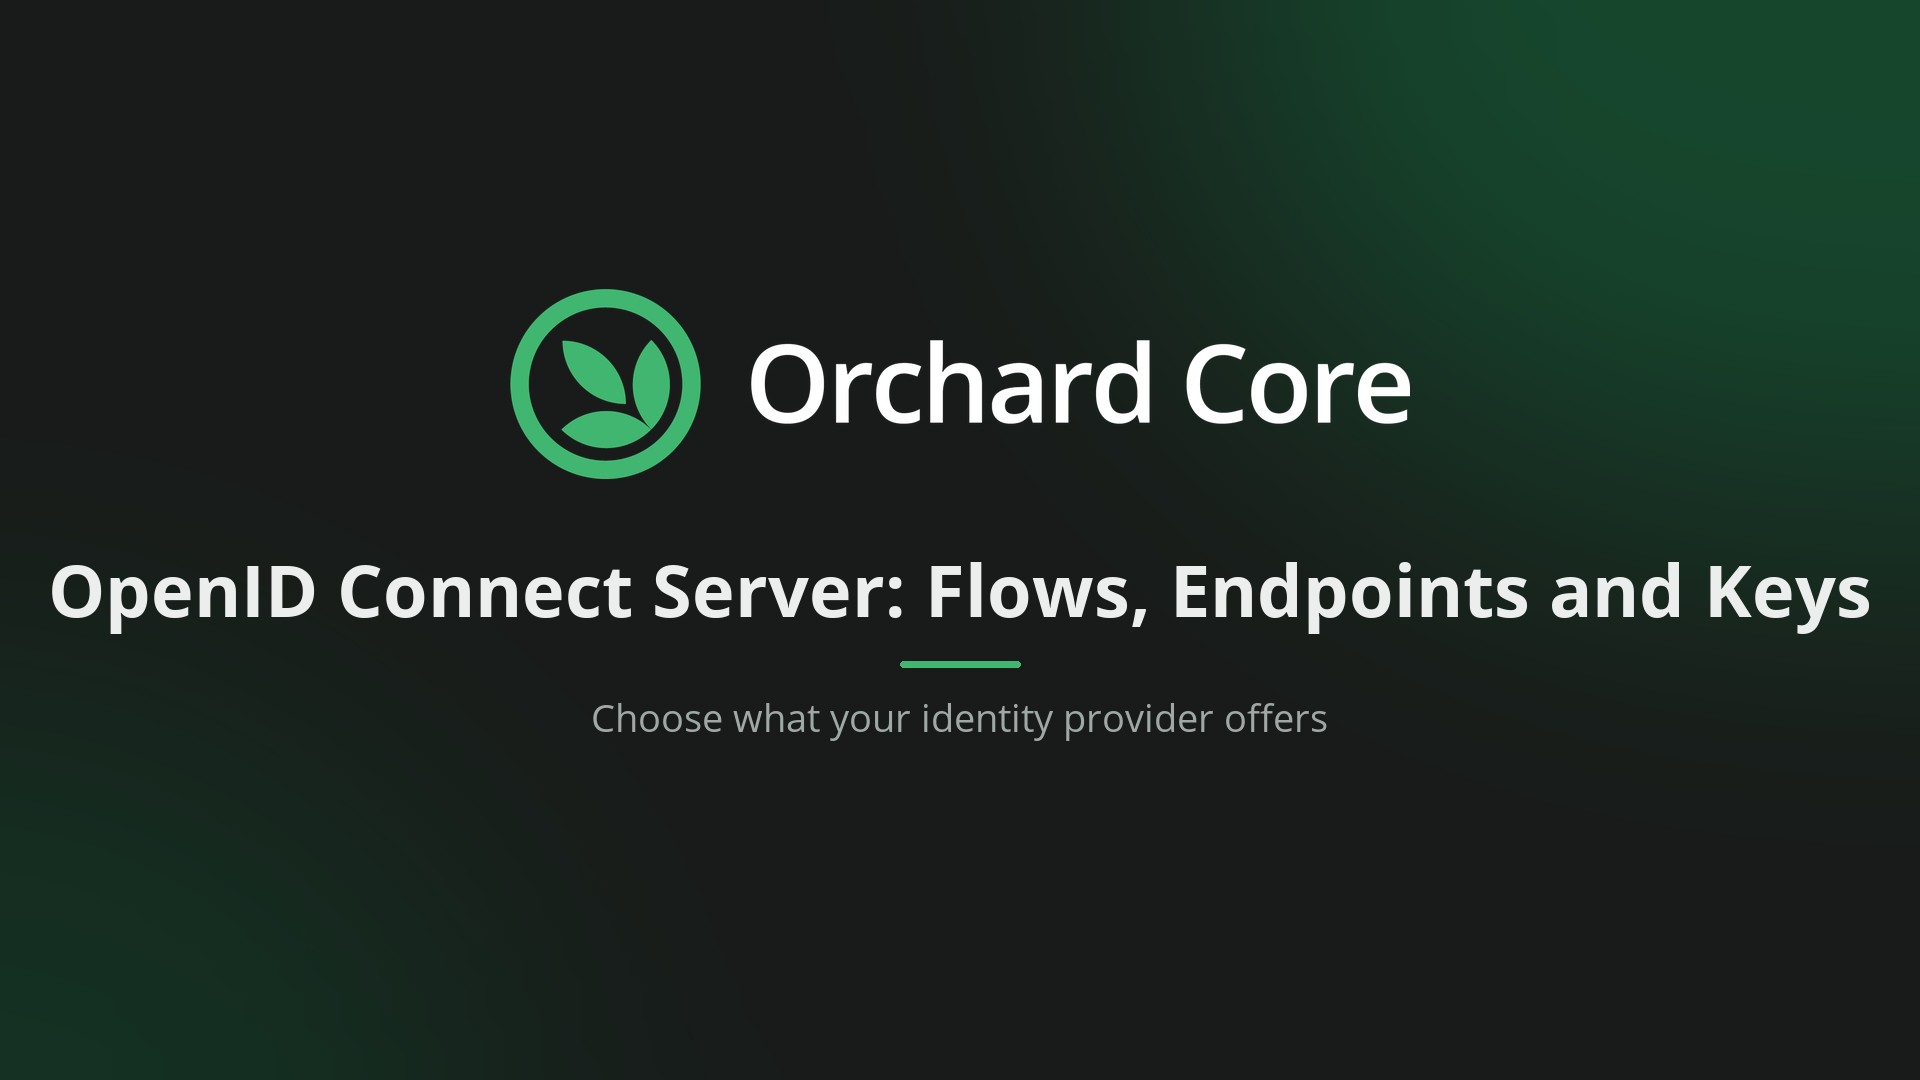 Orchard Core
OpenID Connect Server: Flows, Endpoints and Keys
Choose what your identity provider offers